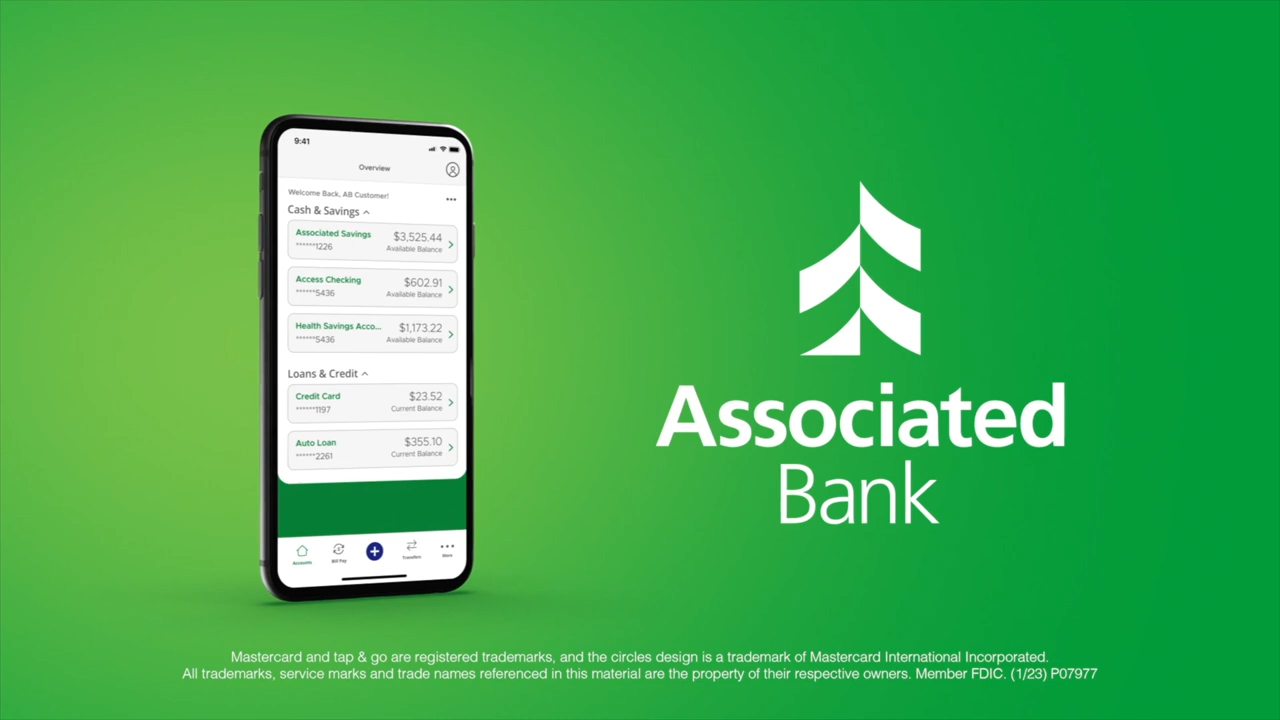 9:41
Overview
Welcome Back, AB Customer!
Cash & Savings
Associated Savings $3,525.44
******1226 Available Balance
Access Checking $602.91
******5436 Available Balance
Health Savings Acco... $1,173.22
******5436 Available Balance
Loans & Credit
Credit Card $23.52
******1197 Current Balance
Auto Loan $355.10
******2261 Current Balance
Accounts Bill Pay Transfers More
Associated
Bank
Mastercard and tap & go are registered trademarks, and the circles design is a trademark of Mastercard International Incorporated.
All trademarks, service marks and trade names referenced in this material are the property of their respective owners. Member FDIC. (1/23) P07977